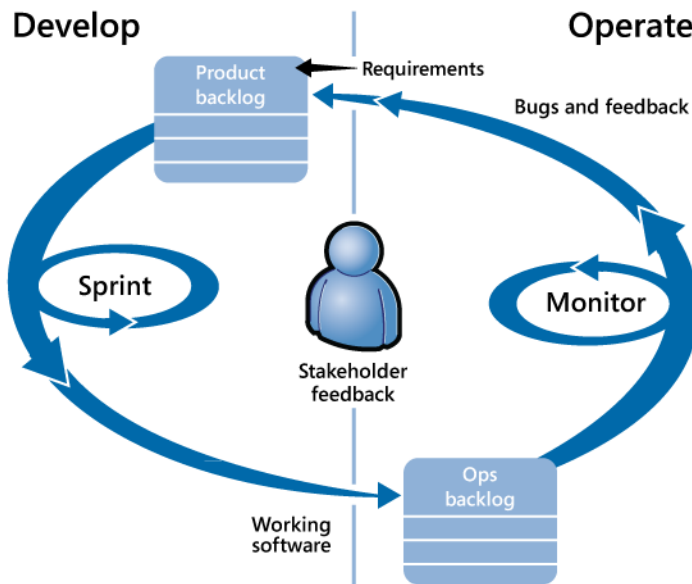 Develop
Operate
Product
backlog
Requirements
Bugs and feedback
Sprint
Monitor
Stakeholder
feedback
Ops
backlog
Working
software